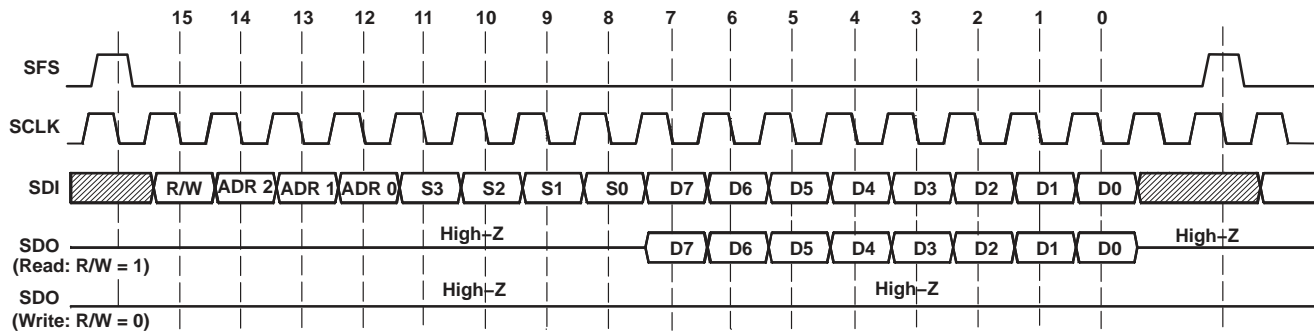 15 14 13 12 11 10 9 8 7 6 5 4 3 2 1 0
SFS
SCLK
SDI R/W ADR 2 ADR 1 ADR 0 S3 S2 S1 S0 D7 D6 D5 D4 D3 D2 D1 D0
SDO High–Z D7 D6 D5 D4 D3 D2 D1 D0 High–Z
(Read: R/W = 1)
SDO High–Z High–Z
(Write: R/W = 0)